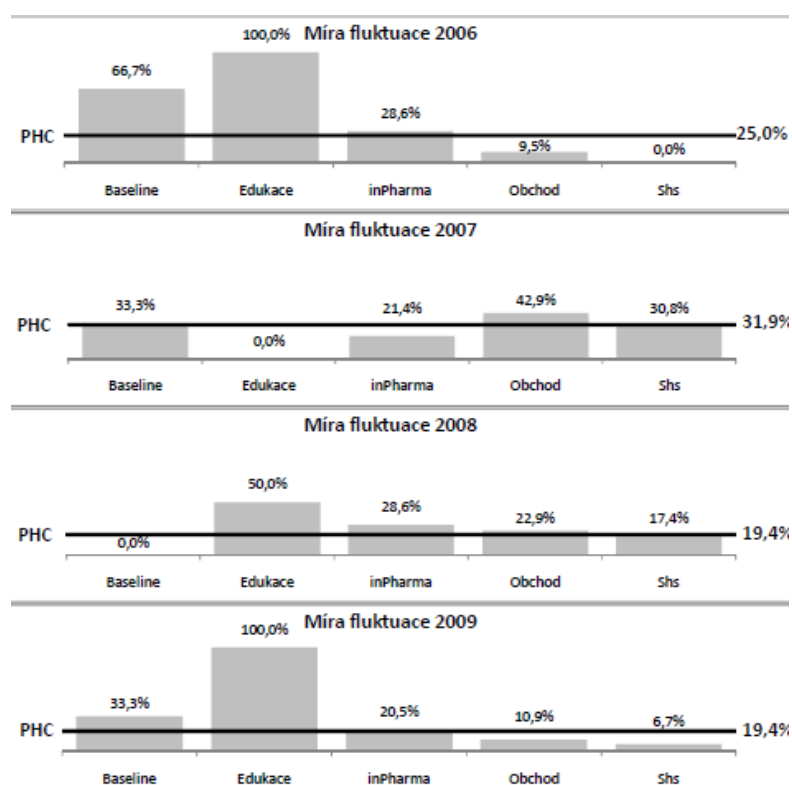 Míra fluktuace 2006
100,0%
66,7%
28,6%
PHC
25,0%
9,5%
0,0%
Baseline Edukace inPharma Obchod Shs
Míra fluktuace 2007
33,3% 21,4% 42,9% 30,8%
PHC
31,9%
0,0%
Baseline Edukace inPharma Obchod Shs
Míra fluktuace 2008
50,0%
28,6%
22,9%
17,4%
PHC
19,4%
0,0%
Baseline Edukace inPharma Obchod Shs
Míra fluktuace 2009
100,0%
33,3%
20,5%
10,9%
6,7%
PHC
19,4%
Baseline Edukace inPharma Obchod Shs